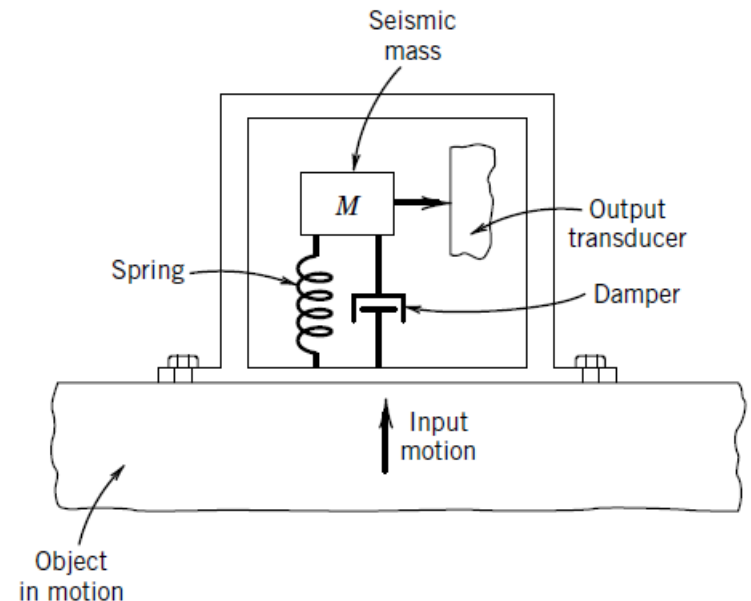 Seismic
mass
M
Output
transducer
Spring
Damper
Input
motion
Object
in motion